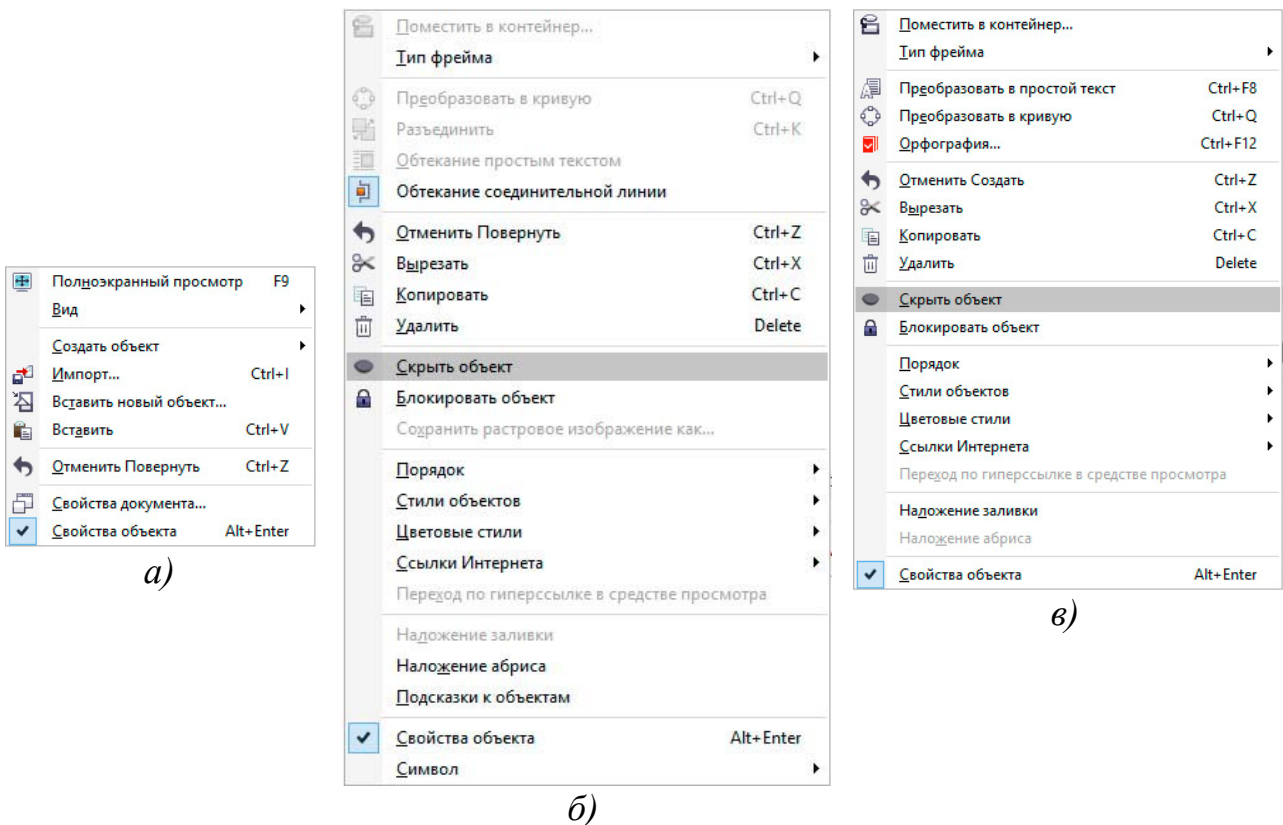 Полноэкранный просмотр F9
Вид
Создать объект
Импорт... Ctrl+I
Вставить новый объект...
Вставить Ctrl+V
Отменить Повернуть Ctrl+Z
Свойства документа...
Свойства объекта Alt+Enter
а)
Поместить в контейнер...
Тип фрейма
Преобразовать в кривую Ctrl+Q
Разъединить Ctrl+K
Обтекание простым текстом
Обтекание соединительной линии
Отменить Повернуть Ctrl+Z
Вырезать Ctrl+X
Копировать Ctrl+C
Удалить Delete
Скрыть объект
Блокировать объект
Сохранить растровое изображение как...
Порядок
Стили объектов
Цветовые стили
Ссылки Интернета
Переход по гиперссылке в средстве просмотра
Наложение заливки
Наложение абриса
Подсказки к объектам
Свойства объекта Alt+Enter
Символ
б)
Поместить в контейнер...
Тип фрейма
Преобразовать в простой текст Ctrl+F8
Преобразовать в кривую Ctrl+Q
Орфография... Ctrl+F12
Отменить Создать Ctrl+Z
Вырезать Ctrl+X
Копировать Ctrl+C
Удалить Delete
Скрыть объект
Блокировать объект
Порядок
Стили объектов
Цветовые стили
Ссылки Интернета
Переход по гиперссылке в средстве просмотра
Наложение заливки
Наложение абриса
Свойства объекта Alt+Enter
в)